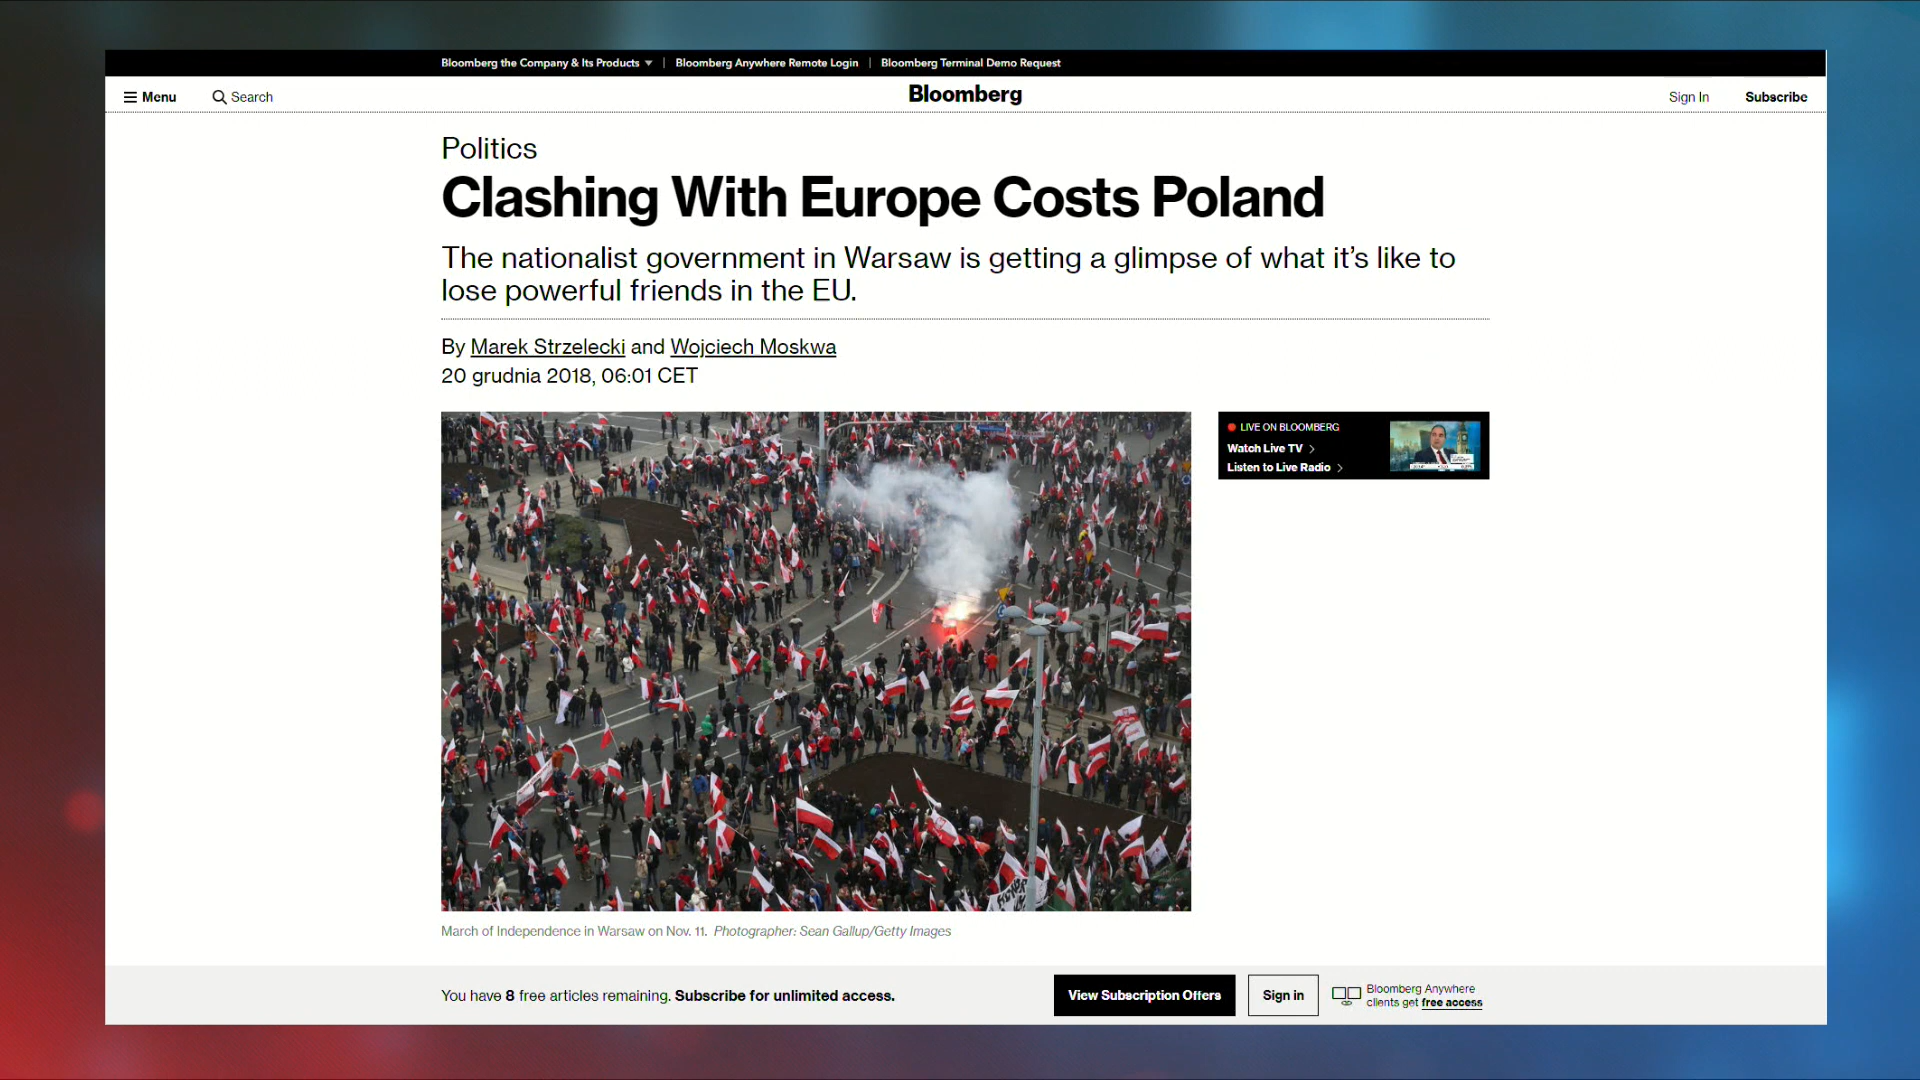 Bloomberg the Company & Its Products
Bloomberg Anywhere Remote Login
Bloomberg Terminal Demo Request
Menu
Search
Bloomberg
Sign In
Subscribe
Politics
Clashing With Europe Costs Poland
The nationalist government in Warsaw is getting a glimpse of what it's like to
lose powerful friends in the EU.
By Marek Strzelecki and Wojciech Moskwa
20 grudnia 2018, 06:01 CET
LIVE ON BLOOMBERG
Watch Live TV
Listen to Live Radio
March of Independence in Warsaw on Nov. 11. Photographer: Sean Gallup/Getty Images
You have 8 free articles remaining. Subscribe for unlimited access.
View Subscription Offers
Sign in
Bloomberg Anywhere
clients get free access